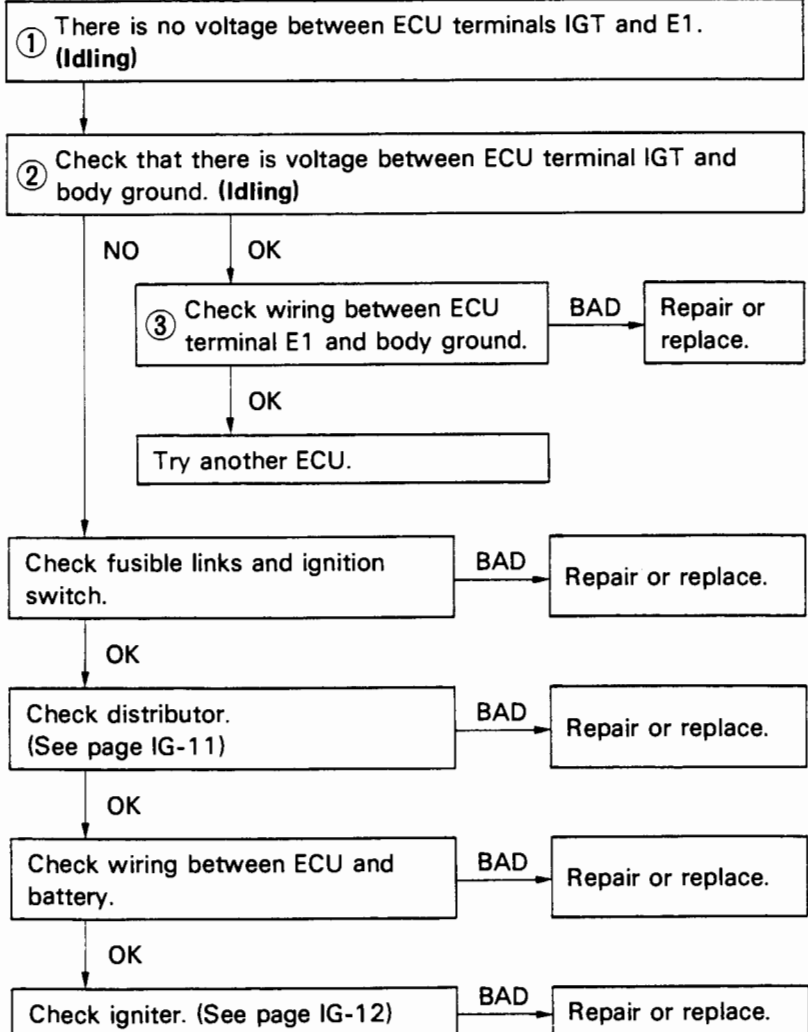 ① There is no voltage between ECU terminals IGT and E1.
(Idling)
② Check that there is voltage between ECU terminal IGT and
body ground. (Idling)
NO
OK
③ Check wiring between ECU
terminal E1 and body ground.
BAD
Repair or
replace.
OK
Try another ECU.
Check fusible links and ignition
switch.
BAD
Repair or replace.
OK
Check distributor.
(See page IG-11)
BAD
Repair or replace.
OK
Check wiring between ECU and
battery.
BAD
Repair or replace.
OK
Check igniter. (See page IG-12)
BAD
Repair or replace.